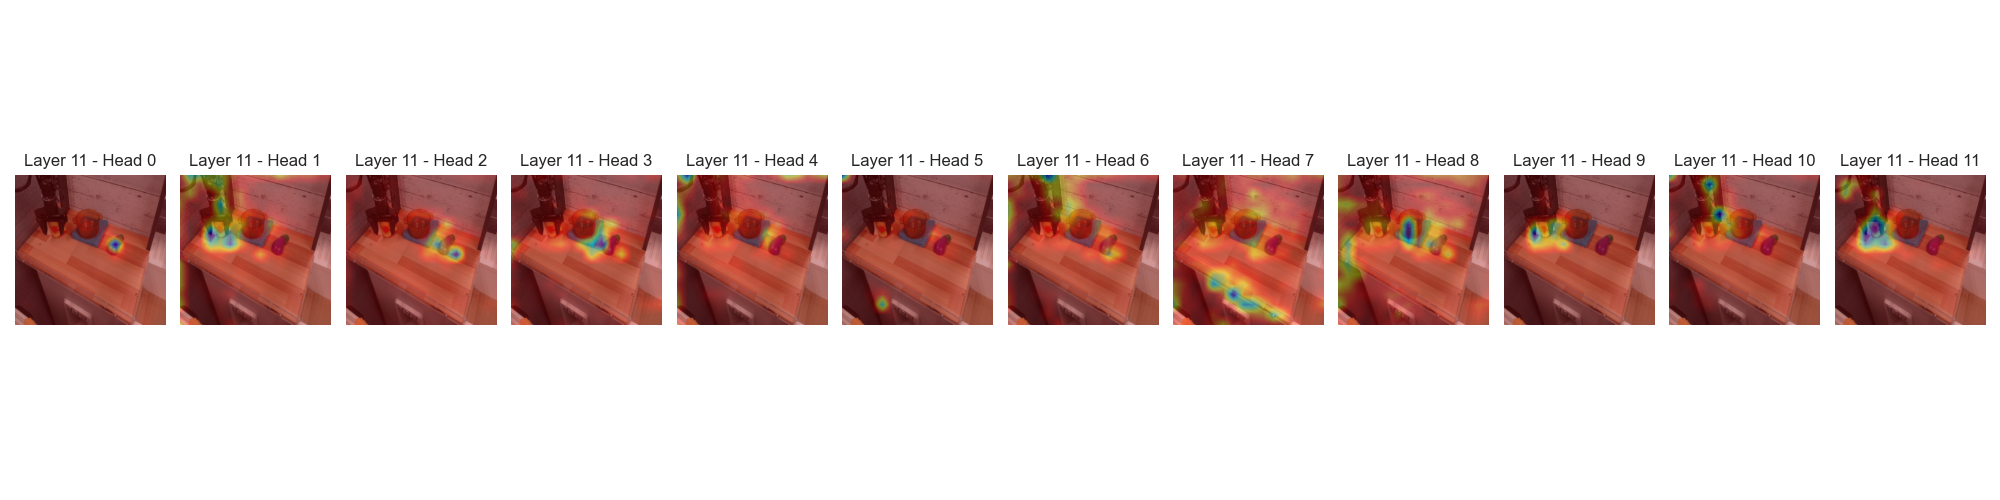 Layer 11 - Head 0
Layer 11 - Head 1
Layer 11 - Head 2
Layer 11 - Head 3
Layer 11 - Head 4
Layer 11 - Head 5
Layer 11 - Head 6
Layer 11 - Head 7
Layer 11 - Head 8
Layer 11 - Head 9
Layer 11 - Head 10
Layer 11 - Head 11